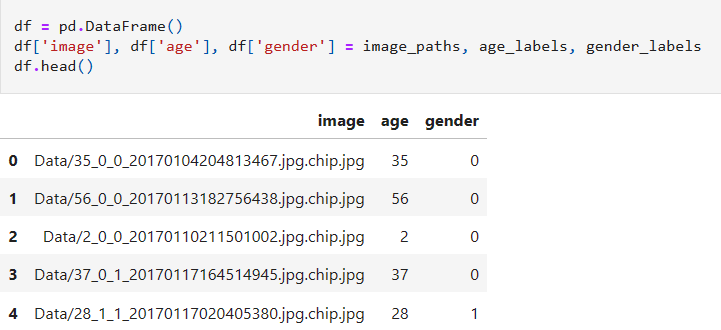 df = pd.DataFrame()
df['image'], df['age'], df['gender'] = image_paths, age_labels, gender_labels
df.head()
image age gender
0 Data/35_0_0_20170104204813467.jpg.chip.jpg 35 0
1 Data/56_0_0_20170113182756438.jpg.chip.jpg 56 0
2 Data/2_0_0_20170110211501002.jpg.chip.jpg 2 0
3 Data/37_0_1_20170117164514945.jpg.chip.jpg 37 0
4 Data/28_1_1_20170117020405380.jpg.chip.jpg 28 1